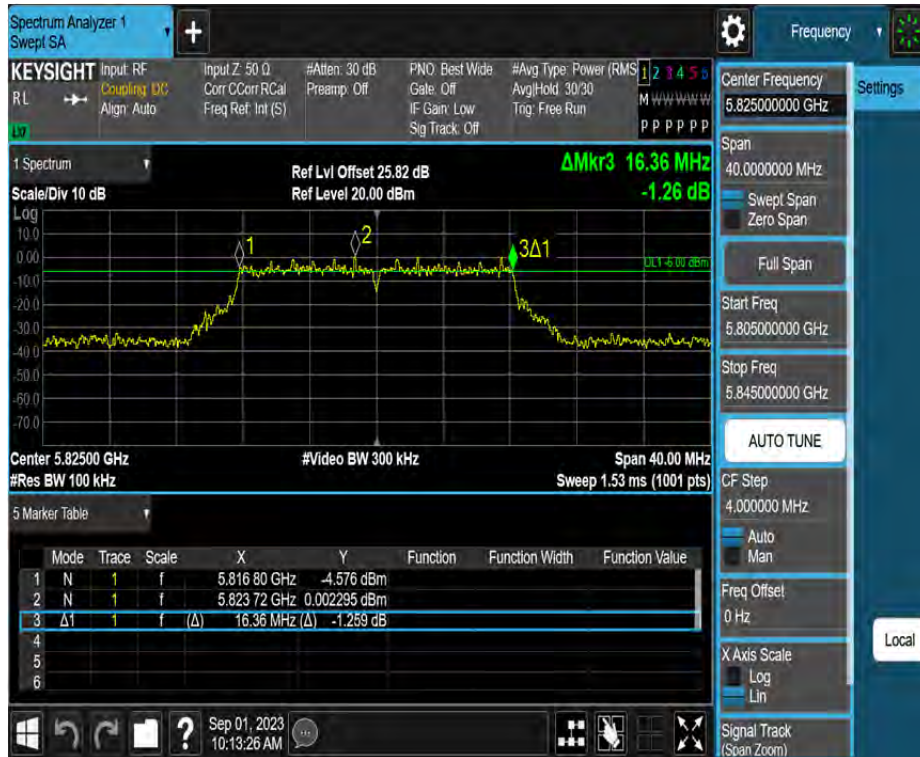 Spectrum Analyzer 1
Swept SA
+
Frequency
KEYSIGHT
RL
LXI
Input: RF
Coupling: DC
Align: Auto
Input Z: 50 Ω
Corr CCorr RCal
Freq Ref: Int (S)
#Atten: 30 dB
Preamp: Off
PNO: Best Wide
Gate: Off
IF Gain: Low
Sig Track: Off
#Avg Type: Power (RMS
Avg|Hold: 30/30
Trig: Free Run
1 2 3 4 5 6
M W W W W W
P P P P P P
1 Spectrum
Scale/Div 10 dB
Ref Lvl Offset 25.82 dB
Ref Level 20.00 dBm
ΔMkr3 16.36 MHz
-1.26 dB
Log
10.0
0.00
-10.0
-20.0
-30.0
-40.0
-50.0
-60.0
-70.0
1
2
3Δ1
DL1 -6.00 dBm
Center 5.82500 GHz
#Video BW 300 kHz
Span 40.00 MHz
#Res BW 100 kHz
Sweep 1.53 ms (1001 pts)
5 Marker Table
Mode Trace Scale X Y Function Function Width Function Value
1 N 1 f 5.816 80 GHz -4.576 dBm
2 N 1 f 5.823 72 GHz 0.002295 dBm
3 Δ1 1 f (Δ) 16.36 MHz (Δ) -1.259 dB
4
5
6
?
Sep 01, 2023
10:13:26 AM
Center Frequency
5.825000000 GHz
Span
40.0000000 MHz
Swept Span
Zero Span
Full Span
Start Freq
5.805000000 GHz
Stop Freq
5.845000000 GHz
AUTO TUNE
CF Step
4.000000 MHz
Auto
Man
Freq Offset
0 Hz
X Axis Scale
Log
Lin
Signal Track
(Span Zoom)
Settings
Local